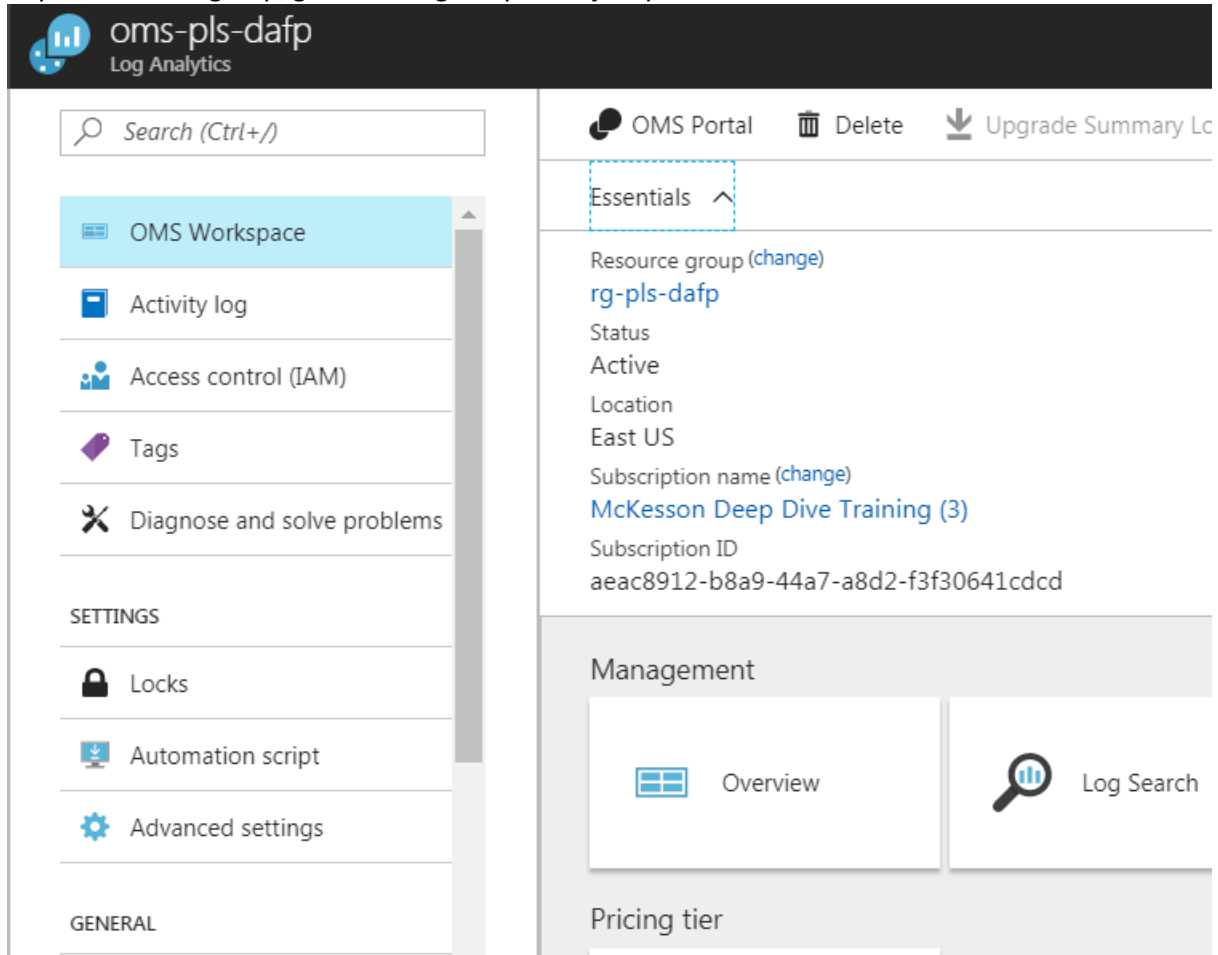 oms-pls-dafp
Log Analytics
Search (Ctrl+/)
OMS Workspace
Activity log
Access control (IAM)
Tags
Diagnose and solve problems
SETTINGS
Locks
Automation script
Advanced settings
GENERAL
OMS Portal
Delete
Upgrade Summary Lo
Essentials
Resource group (change)
rg-pls-dafp
Status
Active
Location
East US
Subscription name (change)
McKesson Deep Dive Training (3)
Subscription ID
aeac8912-b8a9-44a7-a8d2-f3f30641cdcd
Management
Overview
Log Search
Pricing tier